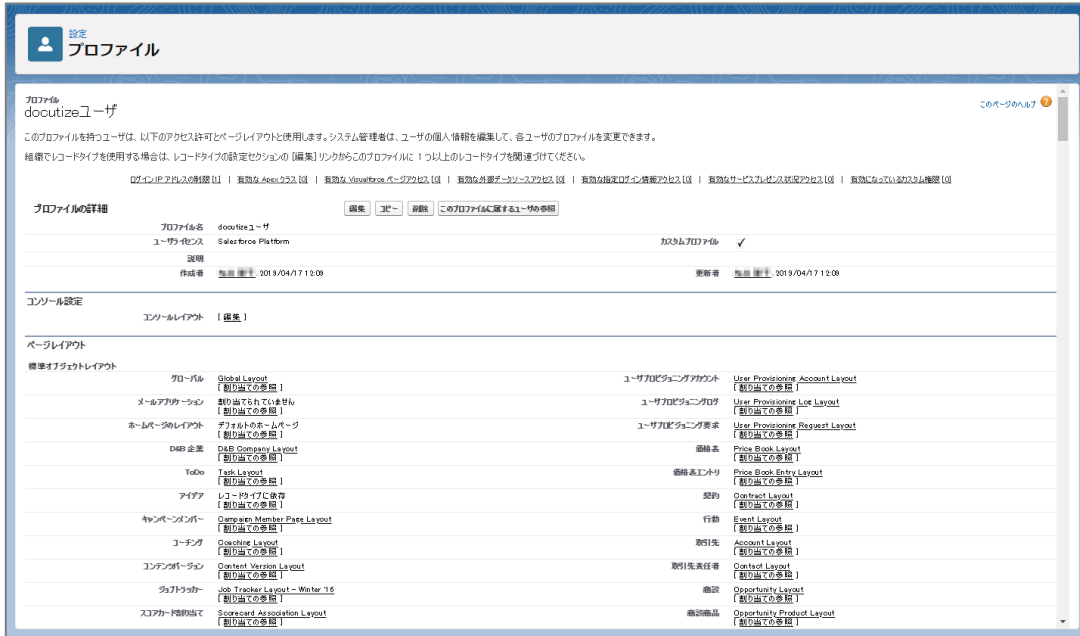 設定
プロファイル
プロファイル
docutizeユーザ
このページのヘルプ
このプロファイルを持つユーザは、以下のアクセス許可とページレイアウトと使用します。システム管理者は、ユーザの個人情報を編集して、各ユーザのプロファイルを変更できます。
組織でレコードタイプを使用する場合は、レコードタイプの設定セクションの [編集] リンクからこのプロファイルに 1 つ以上のレコードタイプを関連づけてください。
ログイン IP アドレスの制限 [1] | 有効な Apex クラス [0] | 有効な Visualforce ページアクセス [0] | 有効な外部データソースアクセス [0] | 有効な指定ログイン情報アクセス [0] | 有効なサービスプレゼンス状況アクセス [0] | 有効になっているカスタム権限 [0]
プロファイルの詳細 編集 コピー 削除 このプロファイルに属するユーザの参照
プロファイル名 docutizeユーザ
ユーザライセンス Salesforce Platform カスタムプロファイル ✓
説明
作成者 , 2019/04/17 12:09 更新者 , 2019/04/17 12:09
コンソール設定
コンソールレイアウト [ 編集 ]
ページレイアウト
標準オブジェクトレイアウト
グローバル Global Layout ユーザプロビジョニングアカウント User Provisioning Account Layout
[ 割り当ての参照 ] [ 割り当ての参照 ]
メールアプリケーション 割り当てられていません ユーザプロビジョニングログ User Provisioning Log Layout
[ 割り当ての参照 ] [ 割り当ての参照 ]
ホームページのレイアウト デフォルトのホームページ ユーザプロビジョニング要求 User Provisioning Request Layout
[ 割り当ての参照 ] [ 割り当ての参照 ]
D&B 企業 D&B Company Layout 価格表 Price Book Layout
[ 割り当ての参照 ] [ 割り当ての参照 ]
ToDo Task Layout 価格表エントリ Price Book Entry Layout
[ 割り当ての参照 ] [ 割り当ての参照 ]
アイデア レコードタイプに依存 契約 Contract Layout
[ 割り当ての参照 ] [ 割り当ての参照 ]
キャンペーンメンバー Campaign Member Page Layout 行動 Event Layout
[ 割り当ての参照 ] [ 割り当ての参照 ]
コーチング Coaching Layout 取引先 Account Layout
[ 割り当ての参照 ] [ 割り当ての参照 ]
コンテンツバージョン Content Version Layout 取引先責任者 Contact Layout
[ 割り当ての参照 ] [ 割り当ての参照 ]
ジョブトラッカー Job Tracker Layout - Winter '16 商談 Opportunity Layout
[ 割り当ての参照 ] [ 割り当ての参照 ]
スコアカード割り当て Scorecard Association Layout 商談商品 Opportunity Product Layout
[ 割り当ての参照 ] [ 割り当ての参照 ]